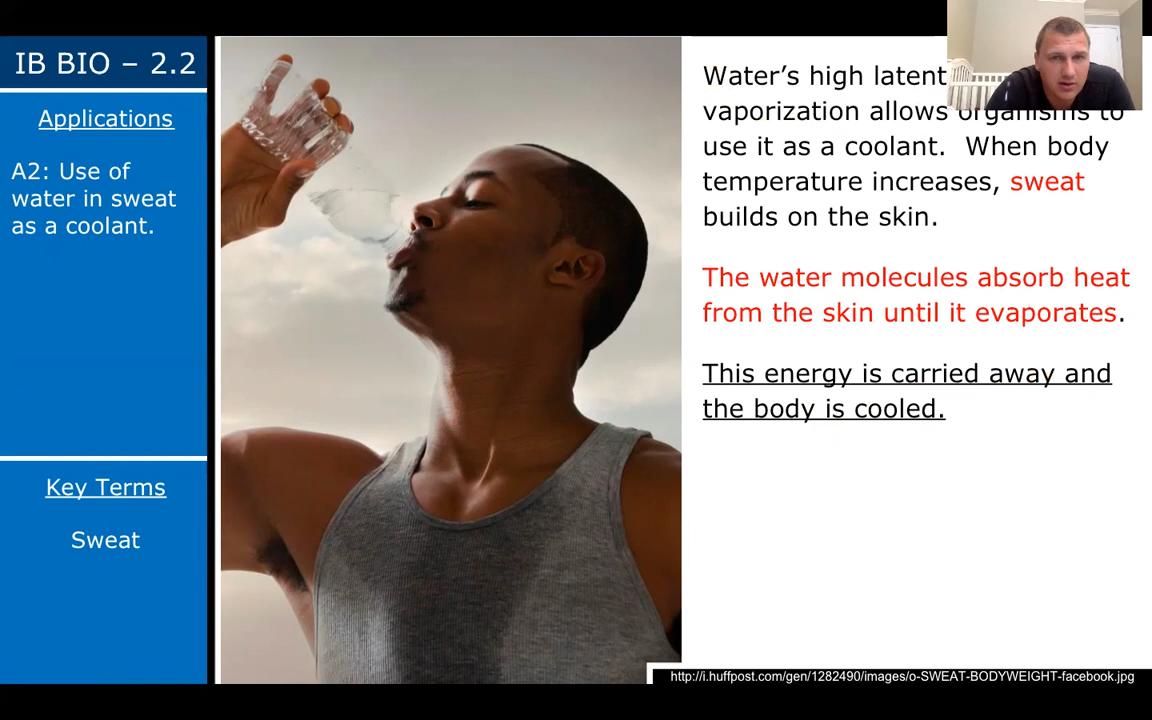 IB BIO – 2.2
Applications
A2: Use of
water in sweat
as a coolant.
Key Terms
Sweat
Water’s high latent
vaporization allows organisms to
use it as a coolant.  When body
temperature increases, sweat
builds on the skin.
The water molecules absorb heat
from the skin until it evaporates.
This energy is carried away and
the body is cooled.
http://i.huffpost.com/gen/1282490/images/o-SWEAT-BODYWEIGHT-facebook.jpg